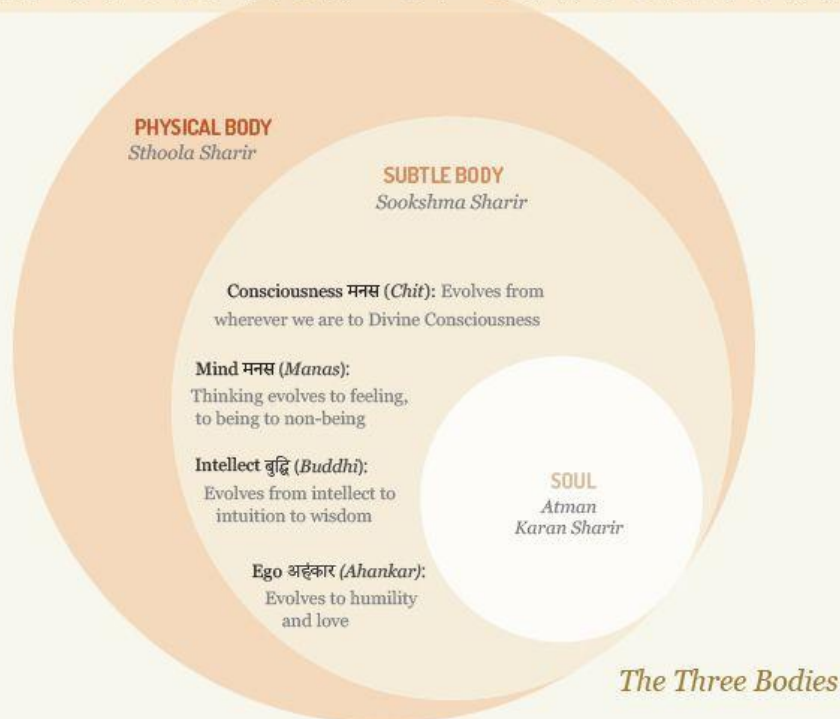 PHYSICAL BODY
Sthoola Sharir
SUBTLE BODY
Sookshma Sharir
Consciousness मनस (Chit): Evolves from
wherever we are to Divine Consciousness
Mind मनस (Manas):
Thinking evolves to feeling,
to being to non-being
Intellect बुद्धि (Buddhi):
Evolves from intellect to
intuition to wisdom
Ego अहंकार (Ahankar):
Evolves to humility
and love
SOUL
Atman
Karan Sharir
The Three Bodies